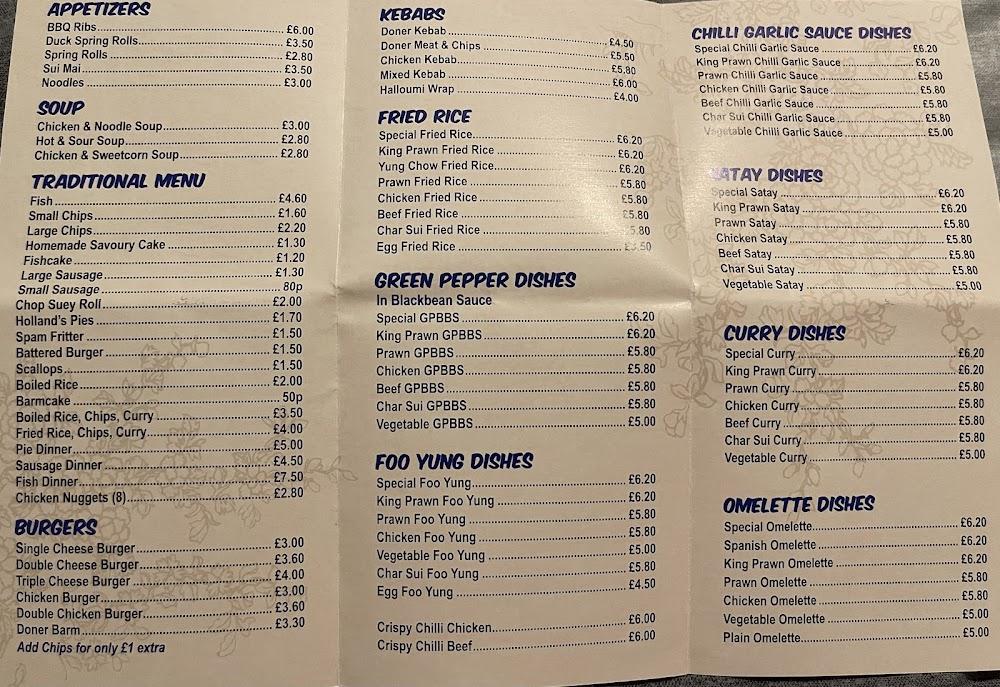 APPETIZERS
BBQ Ribs £6.00
Duck Spring Rolls £3.50
Spring Rolls £2.80
Sui Mai £3.50
Noodles £3.00
SOUP
Chicken & Noodle Soup £3.00
Hot & Sour Soup £2.80
Chicken & Sweetcorn Soup £2.80
TRADITIONAL MENU
Fish £4.60
Small Chips £1.60
Large Chips £2.20
Homemade Savoury Cake £1.30
Fishcake £1.20
Large Sausage £1.30
Small Sausage 80p
Chop Suey Roll £2.00
Holland's Pies £1.70
Spam Fritter £1.50
Battered Burger £1.50
Scallops £1.50
Boiled Rice £2.00
Barmcake 50p
Boiled Rice, Chips, Curry £3.50
Fried Rice, Chips, Curry £4.00
Pie Dinner £5.00
Sausage Dinner £4.50
Fish Dinner £7.50
Chicken Nuggets (8) £2.80
BURGERS
Single Cheese Burger £3.00
Double Cheese Burger £3.60
Triple Cheese Burger £4.00
Chicken Burger £3.00
Double Chicken Burger £3.60
Doner Barm £3.30
Add Chips for only £1 extra
KEBABS
Doner Kebab £4.50
Doner Meat & Chips £5.50
Chicken Kebab £5.80
Mixed Kebab £6.00
Halloumi Wrap £4.00
FRIED RICE
Special Fried Rice £6.20
King Prawn Fried Rice £6.20
Yung Chow Fried Rice £6.20
Prawn Fried Rice £5.80
Chicken Fried Rice £5.80
Beef Fried Rice £5.80
Char Sui Fried Rice 5.80
Egg Fried Rice
GREEN PEPPER DISHES
In Blackbean Sauce
Special GPBBS £6.20
King Prawn GPBBS £6.20
Prawn GPBBS £5.80
Chicken GPBBS £5.80
Beef GPBBS £5.80
Char Sui GPBBS £5.80
Vegetable GPBBS £5.00
FOO YUNG DISHES
Special Foo Yung £6.20
King Prawn Foo Yung £6.20
Prawn Foo Yung £5.80
Chicken Foo Yung £5.80
Vegetable Foo Yung £5.00
Char Sui Foo Yung £5.80
Egg Foo Yung £4.50
Crispy Chilli Chicken £6.00
Crispy Chilli Beef £6.00
CHILLI GARLIC SAUCE DISHES
Special Chilli Garlic Sauce £6.20
King Prawn Chilli Garlic Sauce £6.20
Prawn Chilli Garlic Sauce £5.80
Chicken Chilli Garlic Sauce £5.80
Beef Chilli Garlic Sauce £5.80
Char Sui Chilli Garlic Sauce £5.80
Vegetable Chilli Garlic Sauce £5.00
SATAY DISHES
Special Satay £6.20
King Prawn Satay £6.20
Prawn Satay £5.80
Chicken Satay £5.80
Beef Satay £5.80
Char Sui Satay £5.80
Vegetable Satay £5.00
CURRY DISHES
Special Curry £6.20
King Prawn Curry £6.20
Prawn Curry £5.80
Chicken Curry £5.80
Beef Curry £5.80
Char Sui Curry £5.80
Vegetable Curry £5.00
OMELETTE DISHES
Special Omelette £6.20
Spanish Omelette £6.20
King Prawn Omelette £6.20
Prawn Omelette £5.80
Chicken Omelette £5.80
Vegetable Omelette £5.00
Plain Omelette £5.00